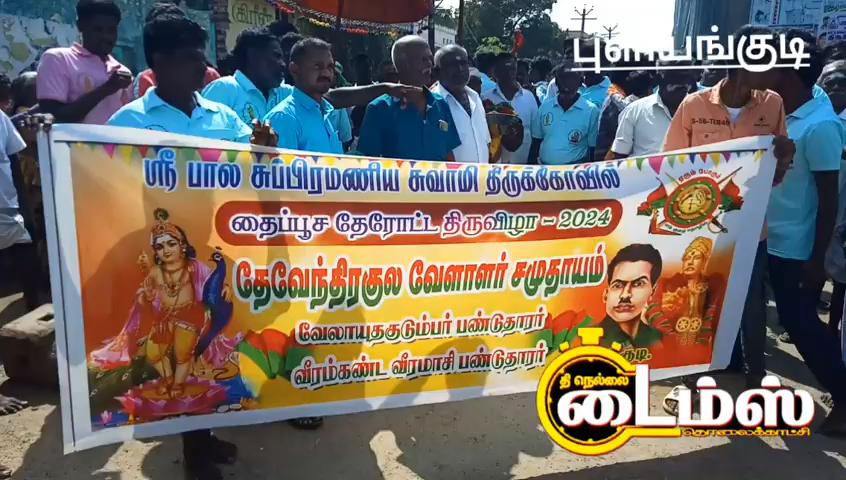 புளியங்குடி
ஸ்ரீ பால சுப்பிரமணிய சுவாமி திருக்கோவில்
தைப்பூச தேரோட்ட திருவிழா - 2024
தேவேந்திரகுல வேளாளர் சமுதாயம்
வேலாயுதகுடும்பர் பண்டுதாரர்
வீரம்கண்ட வீரமாசி பண்டுதாரர்
தி நெல்லை
டைம்ஸ்
தொலைக்காட்சி